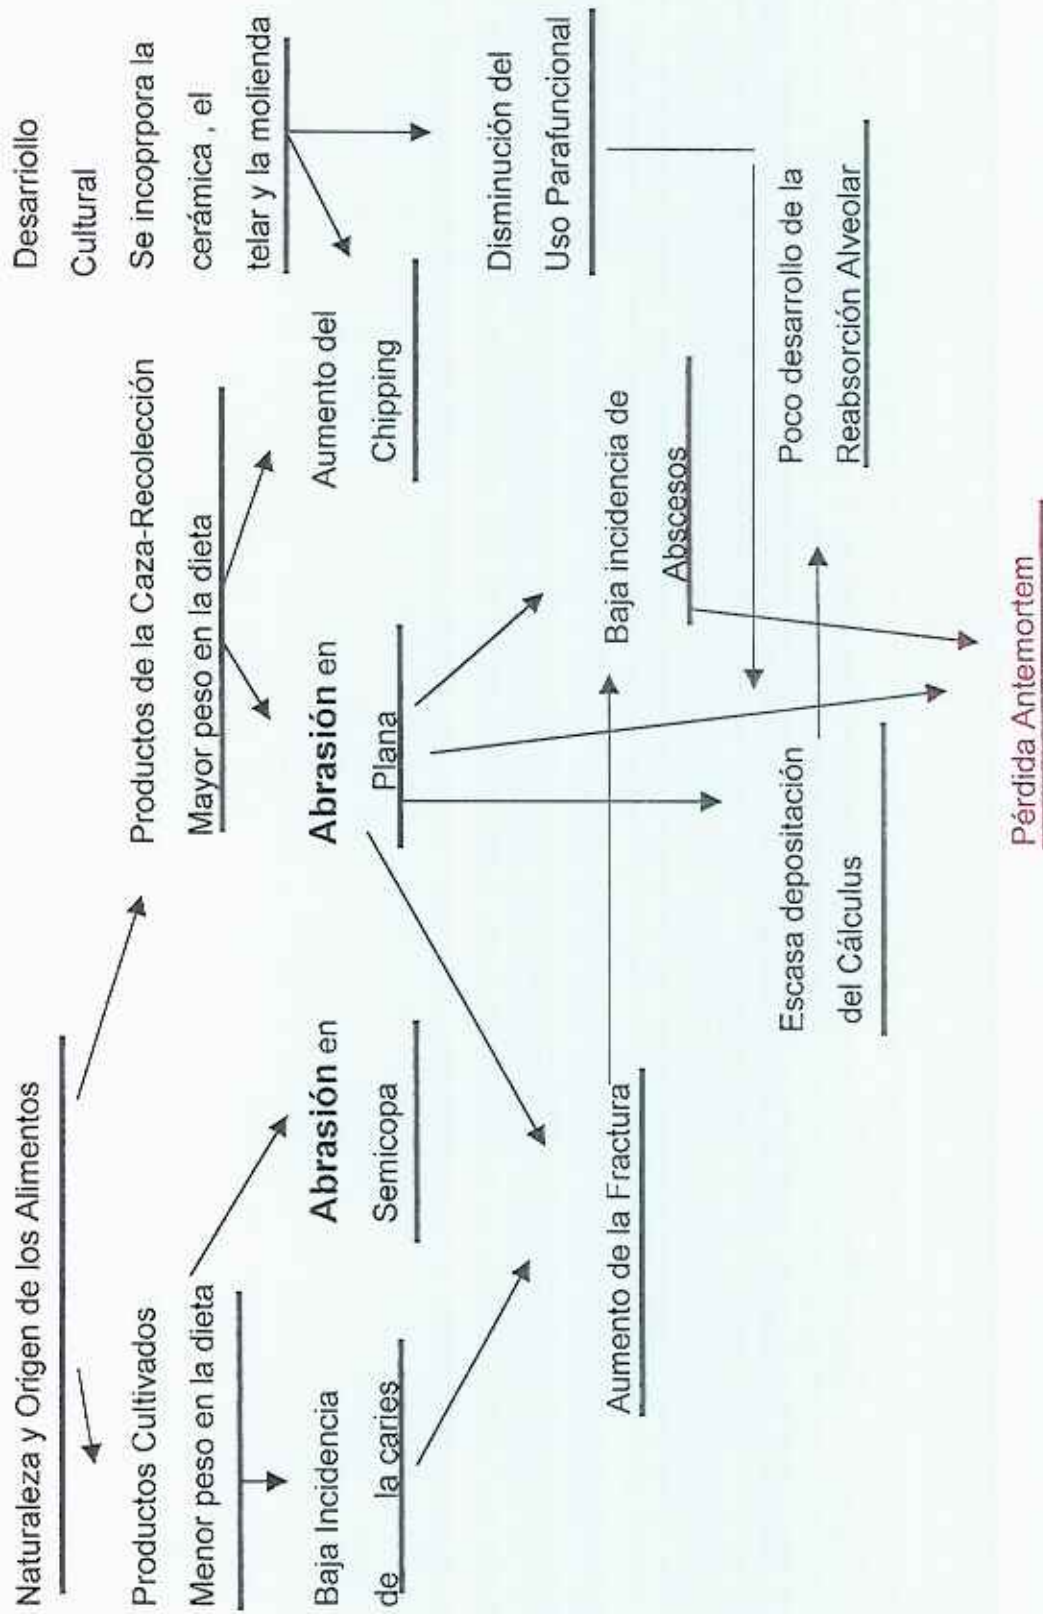 Naturaleza y Origen de los Alimentos
Productos Cultivados
Menor peso en la dieta
Baja Incidencia
de la caries
Abrasión en
Semicopa
Aumento de la Fractura
Productos de la Caza-Recolección
Mayor peso en la dieta
Abrasión en
Plana
Aumento del
Chipping
Baja incidencia de
Abscesos
Escasa depositación
del Cálculus
Desarriollo
Cultural
Se incoprpora la
cerámica , el
telar y la molienda
Disminución del
Uso Parafuncional
Poco desarrollo de la
Reabsorción Alveolar
Pérdida Antemortem